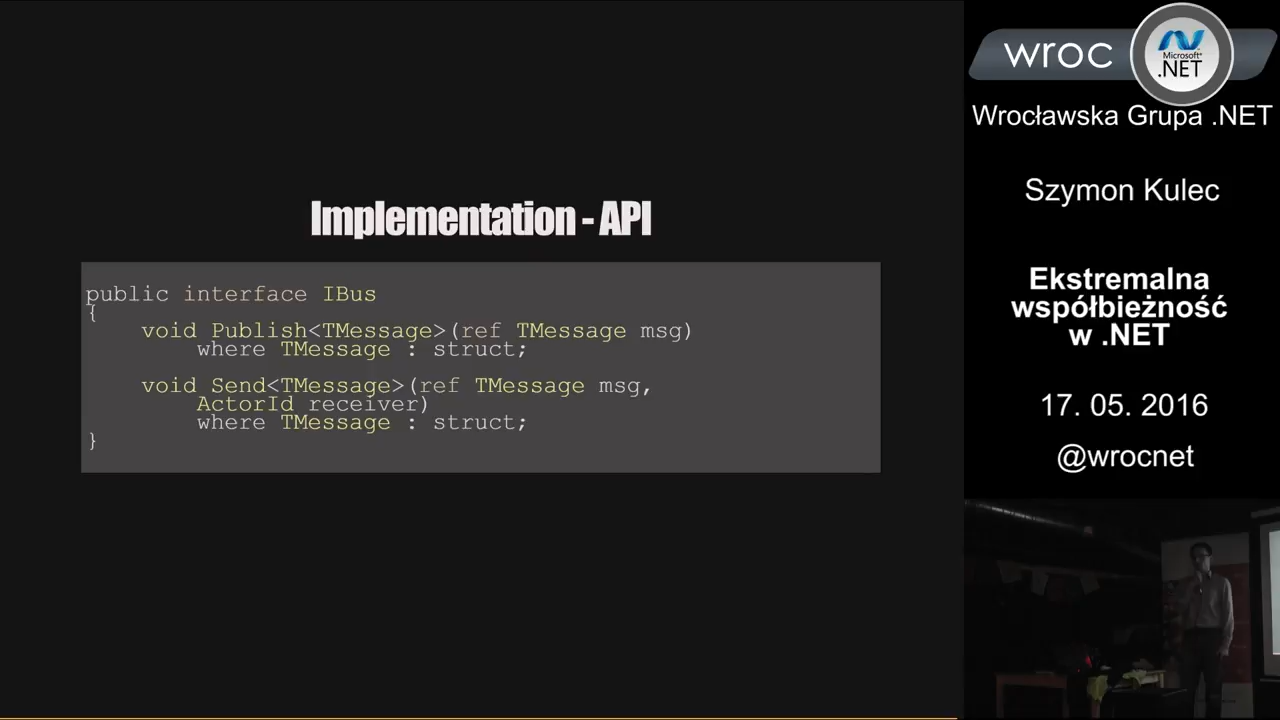 Implementation - API
public interface IBus
{
void Publish<TMessage>(ref TMessage msg)
where TMessage : struct;
void Send<TMessage>(ref TMessage msg,
ActorId receiver)
where TMessage : struct;
}
wroc
Microsoft
.NET
Wrocławska Grupa .NET
Szymon Kulec
Ekstremalna
współbieżność
w .NET
17. 05. 2016
@wrocnet